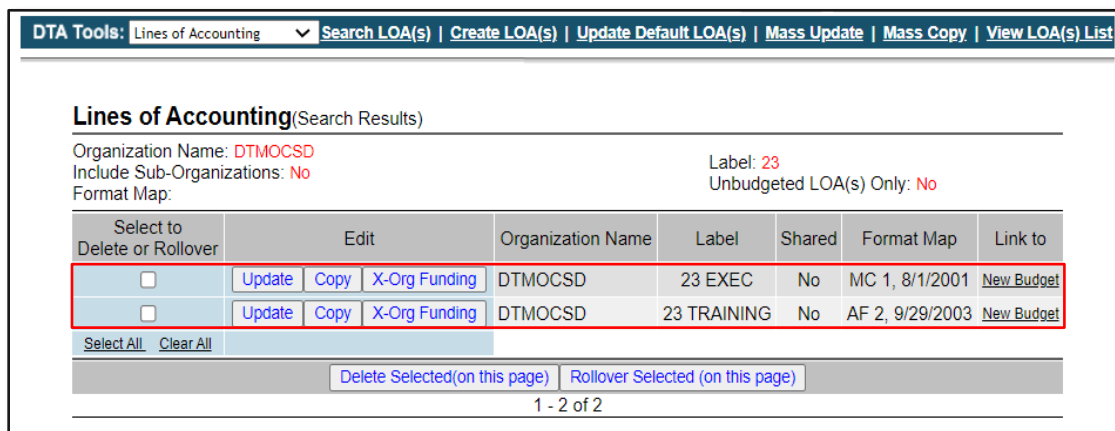 DTA Tools: Lines of Accounting Search LOA(s) | Create LOA(s) | Update Default LOA(s) | Mass Update | Mass Copy | View LOA(s) List
Lines of Accounting(Search Results)
Organization Name: DTMOCSD
Include Sub-Organizations: No
Format Map:
Label: 23
Unbudgeted LOA(s) Only: No
Select to
Delete or Rollover
Edit Organization Name Label Shared Format Map Link to
Update Copy X-Org Funding DTMOCSD 23 EXEC No MC 1, 8/1/2001 New Budget
Update Copy X-Org Funding DTMOCSD 23 TRAINING No AF 2, 9/29/2003 New Budget
Select All Clear All
Delete Selected(on this page) Rollover Selected (on this page)
1 - 2 of 2